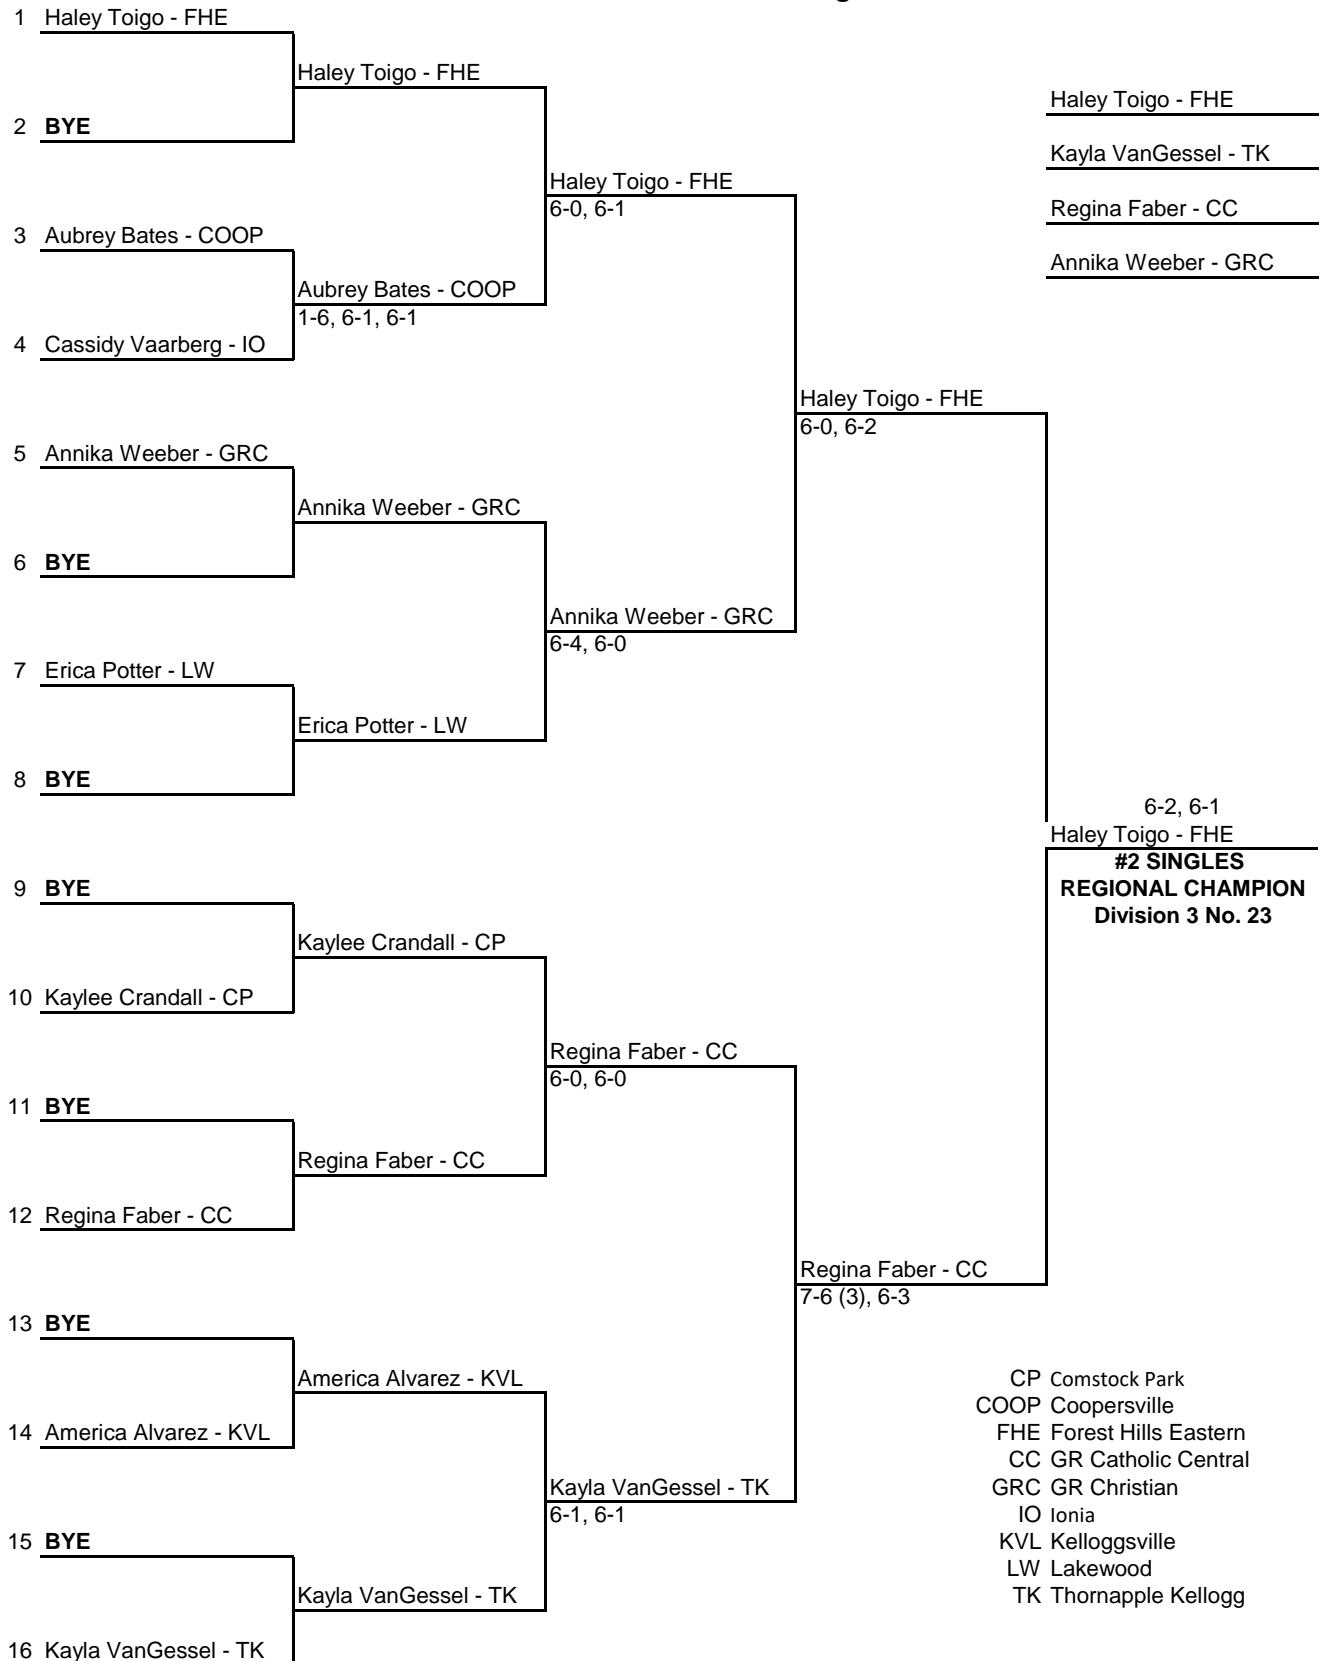 1 Haley Toigo - FHE
Haley Toigo - FHE
2 BYE
Haley Toigo - FHE
6-0, 6-1
3 Aubrey Bates - COOP
Aubrey Bates - COOP
1-6, 6-1, 6-1
4 Cassidy Vaarberg - IO
Haley Toigo - FHE
6-0, 6-2
5 Annika Weeber - GRC
Annika Weeber - GRC
6 BYE
Annika Weeber - GRC
6-4, 6-0
7 Erica Potter - LW
Erica Potter - LW
8 BYE
6-2, 6-1
Haley Toigo - FHE
#2 SINGLES
REGIONAL CHAMPION
Division 3 No. 23
9 BYE
Kaylee Crandall - CP
10 Kaylee Crandall - CP
Regina Faber - CC
6-0, 6-0
11 BYE
Regina Faber - CC
12 Regina Faber - CC
Regina Faber - CC
7-6 (3), 6-3
13 BYE
America Alvarez - KVL
14 America Alvarez - KVL
Kayla VanGessel - TK
6-1, 6-1
15 BYE
Kayla VanGessel - TK
16 Kayla VanGessel - TK
Haley Toigo - FHE
Kayla VanGessel - TK
Regina Faber - CC
Annika Weeber - GRC
CP Comstock Park
COOP Coopersville
FHE Forest Hills Eastern
CC GR Catholic Central
GRC GR Christian
IO Ionia
KVL Kelloggsville
LW Lakewood
TK Thornapple Kellogg